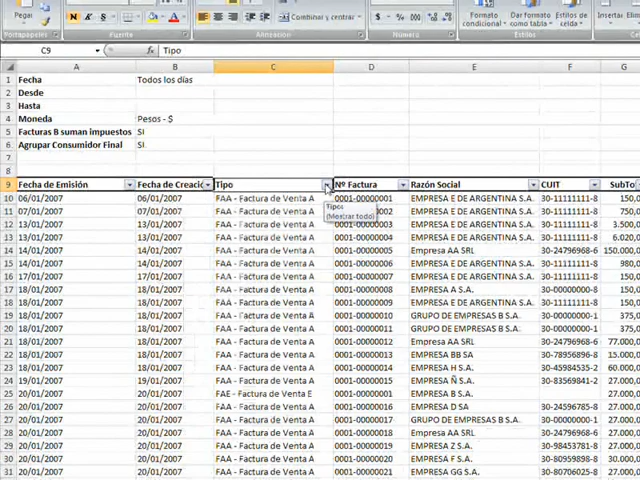 Pegar
N
Combinar y centrar
$ % 000
Formato condicional
Dar formato como tabla
Estilos de celda
Insertar
Portapapeles
Fuente
Alineación
Número
Estilos
C9 fx Tipo
A B C D E F G
1 Fecha Todos los días
2 Desde
3 Hasta
4 Moneda Pesos - $
5 Facturas B suman impuestos SI
6 Agrupar Consumidor Final SI
7
8
9 Fecha de Emisión Fecha de Creació Tipo Nº Factura Razón Social CUIT SubTo
10 06/01/2007 06/01/2007 FAA - Factura de Venta A 0001-00000001 EMPRESA E DE ARGENTINA S.A. 30-11111111-8 150,0
Tipo:
(Mostrar todo)
11 07/01/2007 07/01/2007 FAA - Factura de Venta A 002 EMPRESA E DE ARGENTINA S.A. 30-11111111-8 750,0
12 13/01/2007 13/01/2007 FAA - Factura de Venta A EMPRESA E DE ARGENTINA S.A. 30-11111111-8 3.500,0
13 13/01/2007 13/01/2007 FAA - Factura de Venta A 0001-00000004 EMPRESA E DE ARGENTINA S.A. 30-11111111-8 6.000,0
14 14/01/2007 14/01/2007 FAA - Factura de Venta A 0001-00000005 Empresa AA SRL 30-24796568-6 150.000,0
15 14/01/2007 14/01/2007 FAA - Factura de Venta A 0001-00000006 EMPRESA E DE ARGENTINA S.A. 30-11111111-8 980,0
16 17/01/2007 17/01/2007 FAA - Factura de Venta A 0001-00000007 EMPRESA E DE ARGENTINA S.A. 30-11111111-8 150,0
17 18/01/2007 18/01/2007 FAA - Factura de Venta A 0001-00000008 EMPRESA A S.A. 30-00000000-8 150,0
18 18/01/2007 18/01/2007 FAA - Factura de Venta A 0001-00000009 EMPRESA E DE ARGENTINA S.A. 30-11111111-8 150,0
19 18/01/2007 18/01/2007 FAA - Factura de Venta A 0001-00000010 GRUPO DE EMPRESAS B S.A. 30-00000000-1 375,0
20 18/01/2007 18/01/2007 FAA - Factura de Venta A 0001-00000011 GRUPO DE EMPRESAS B S.A. 30-00000000-1 375,0
21 18/01/2007 18/01/2007 FAA - Factura de Venta A 0001-00000012 Empresa AA SRL 30-24796968-6 77.000,0
22 18/01/2007 18/01/2007 FAA - Factura de Venta A 0001-00000013 EMPRESA BB SA 30-78956896-8 15.000,0
23 18/01/2007 18/01/2007 FAA - Factura de Venta A 0001-00000014 EMPRESA H S.A. 30-45984535-2 60.000,0
24 19/01/2007 19/01/2007 FAA - Factura de Venta A 0001-00000015 EMPRESA Ñ S.A. 30-83569841-2 27.000,0
25 20/01/2007 20/01/2007 FAE - Factura de Venta E 0001-00000001 EMPRESA B S.A. 27.000,0
26 20/01/2007 20/01/2007 FAA - Factura de Venta A 0001-00000016 EMPRESA D SA 30-24596785-8 27.000,0
27 20/01/2007 20/01/2007 FAA - Factura de Venta A 0001-00000017 GRUPO DE EMPRESAS B S.A. 30-00000000-1 27.000,0
28 20/01/2007 20/01/2007 FAA - Factura de Venta A 0001-00000018 Empresa AA SRL 30-24796968-6 27.000,0
29 20/01/2007 20/01/2007 FAA - Factura de Venta A 0001-00000019 EMPRESA Z S.A. 30-98453781-8 27.000,0
30 20/01/2007 20/01/2007 FAA - Factura de Venta A 0001-00000020 EMPRESA F S.A. 30-80960358-2 27.000,0
31 20/01/2007 20/01/2007 FAA - Factura de Venta A 0001-00000021 EMPRESA GG S.A. 30-80706025-8 27.000,0